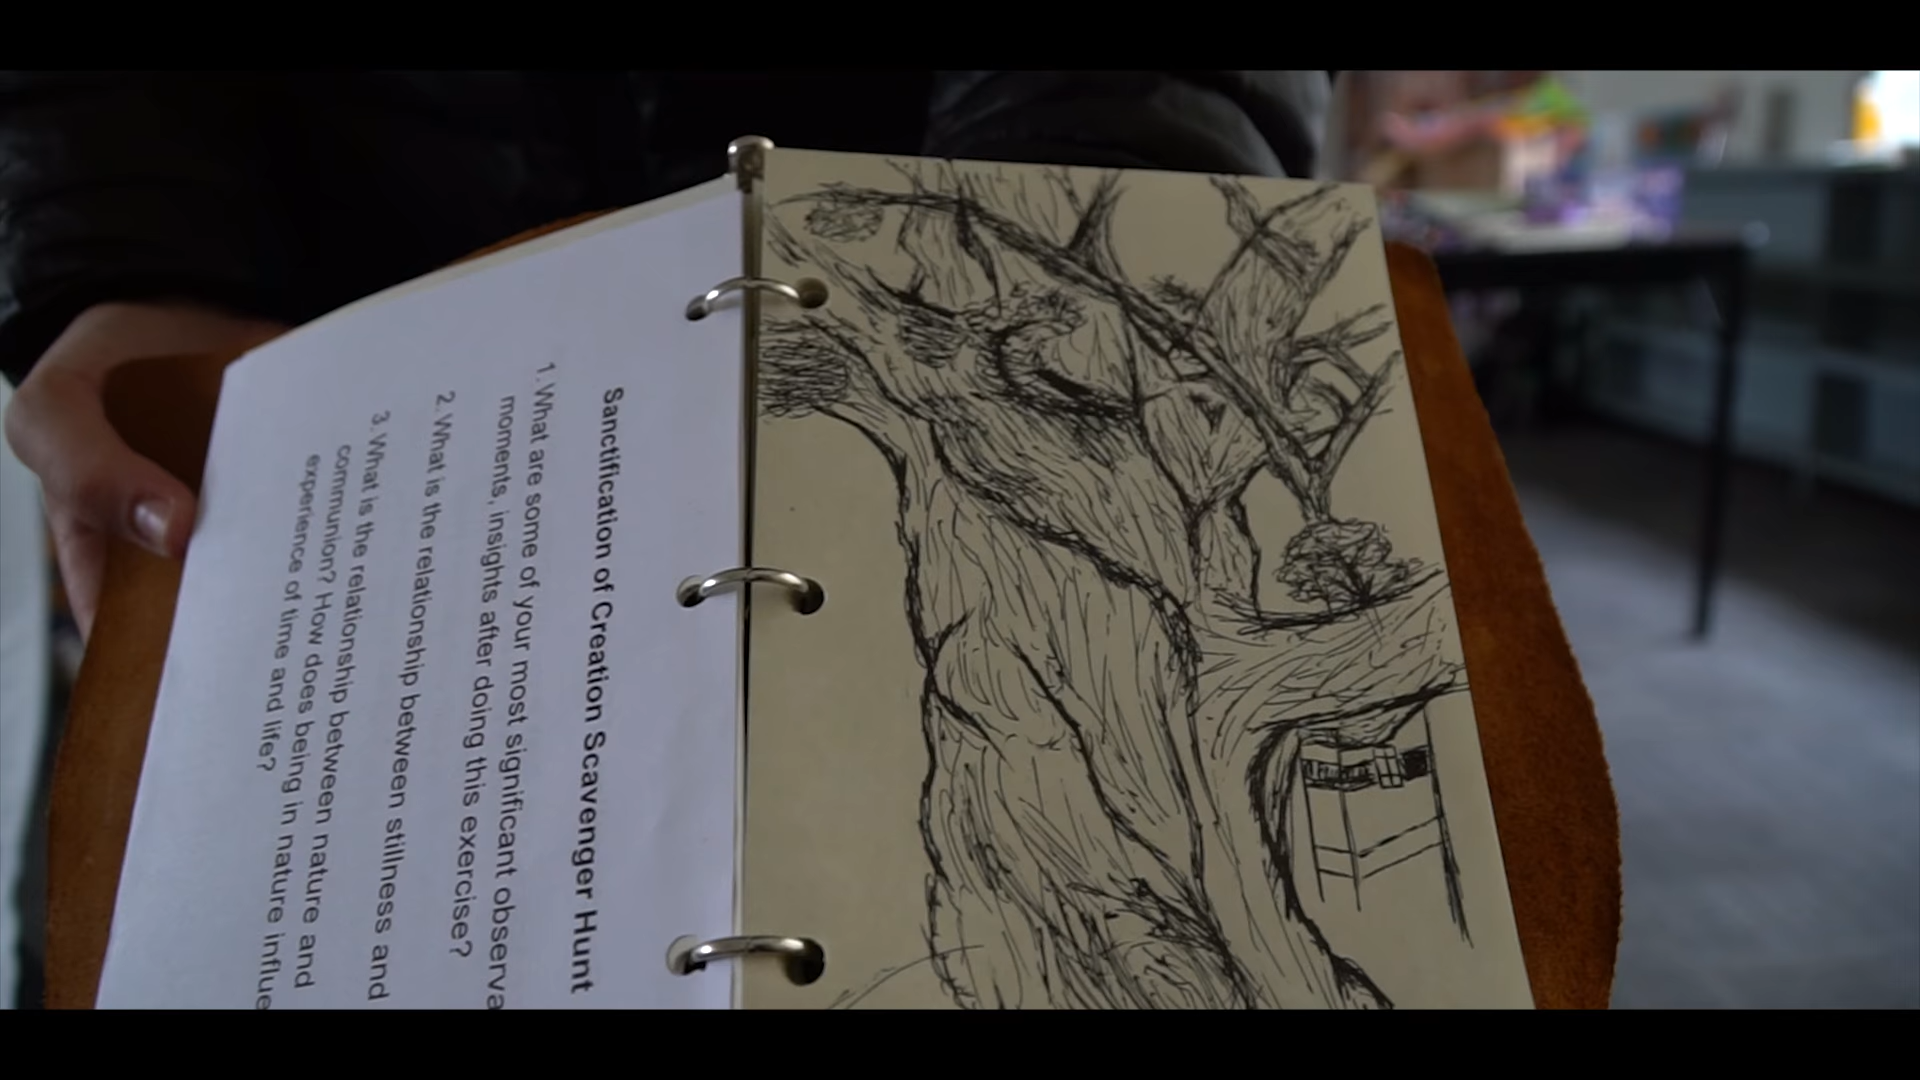 Sanctification of Creation Scavenger Hunt
1. What are some of your most significant observa
moments, insights after doing this exercise?
2. What is the relationship between stillness and
3. What is the relationship between nature and
communion? How does being in nature influe
experience of time and life?